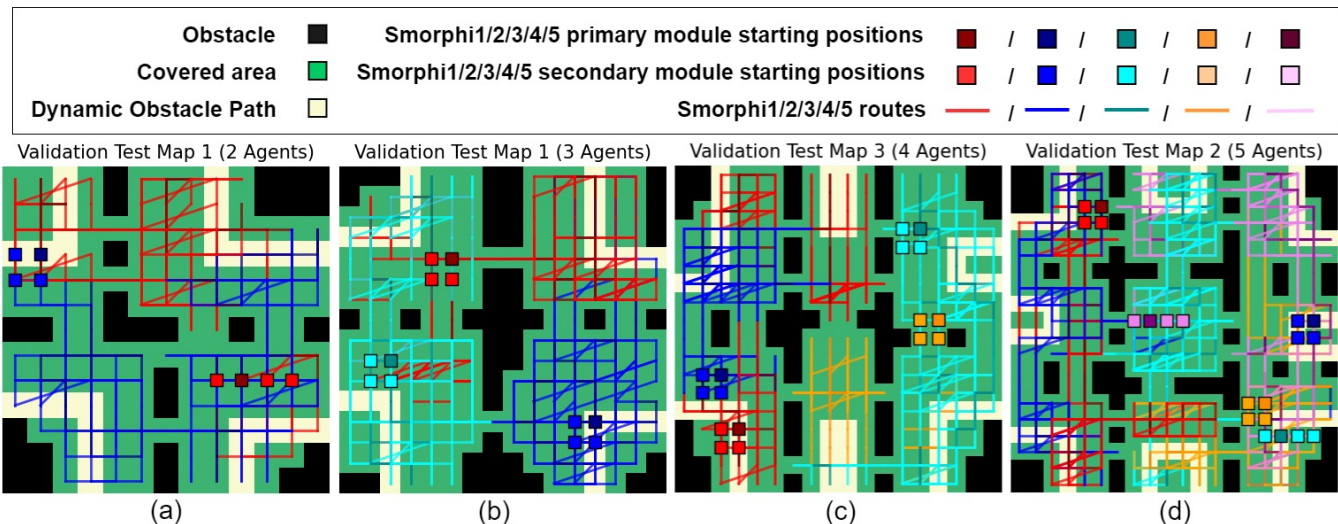 Obstacle
Smorphi1/2/3/4/5 primary module starting positions / / / /
Covered area
Smorphi1/2/3/4/5 secondary module starting positions / / / /
Dynamic Obstacle Path
Smorphi1/2/3/4/5 routes / / / /
Validation Test Map 1 (2 Agents)
Validation Test Map 1 (3 Agents)
Validation Test Map 3 (4 Agents)
Validation Test Map 2 (5 Agents)
(a)
(b)
(c)
(d)